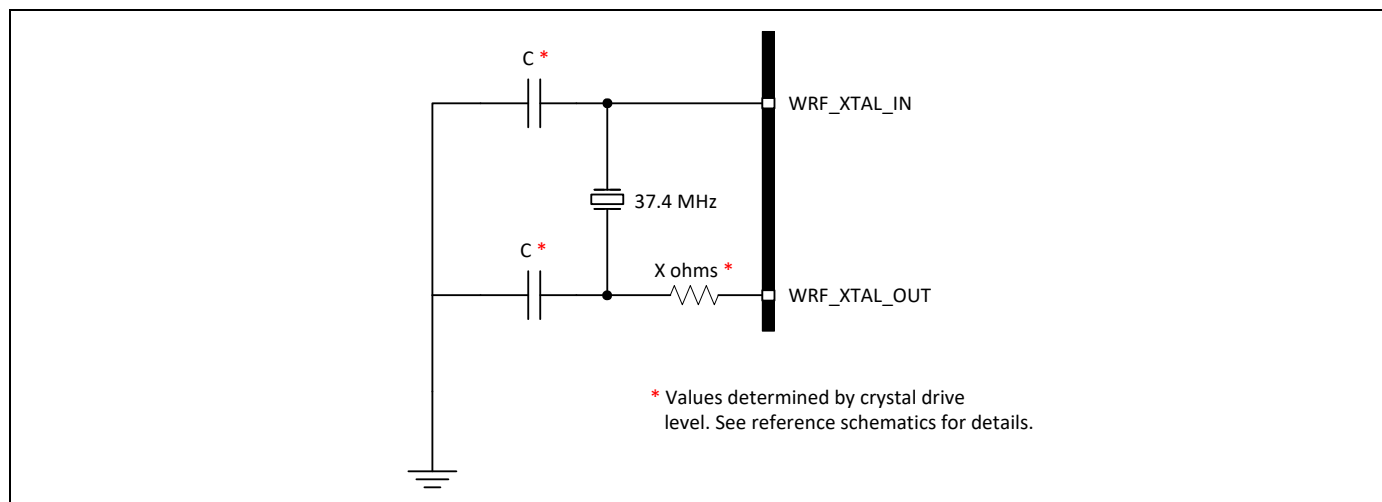 C *
WRF_XTAL_IN
37.4 MHz
C *
X ohms *
WRF_XTAL_OUT
* Values determined by crystal drive
level. See reference schematics for details.